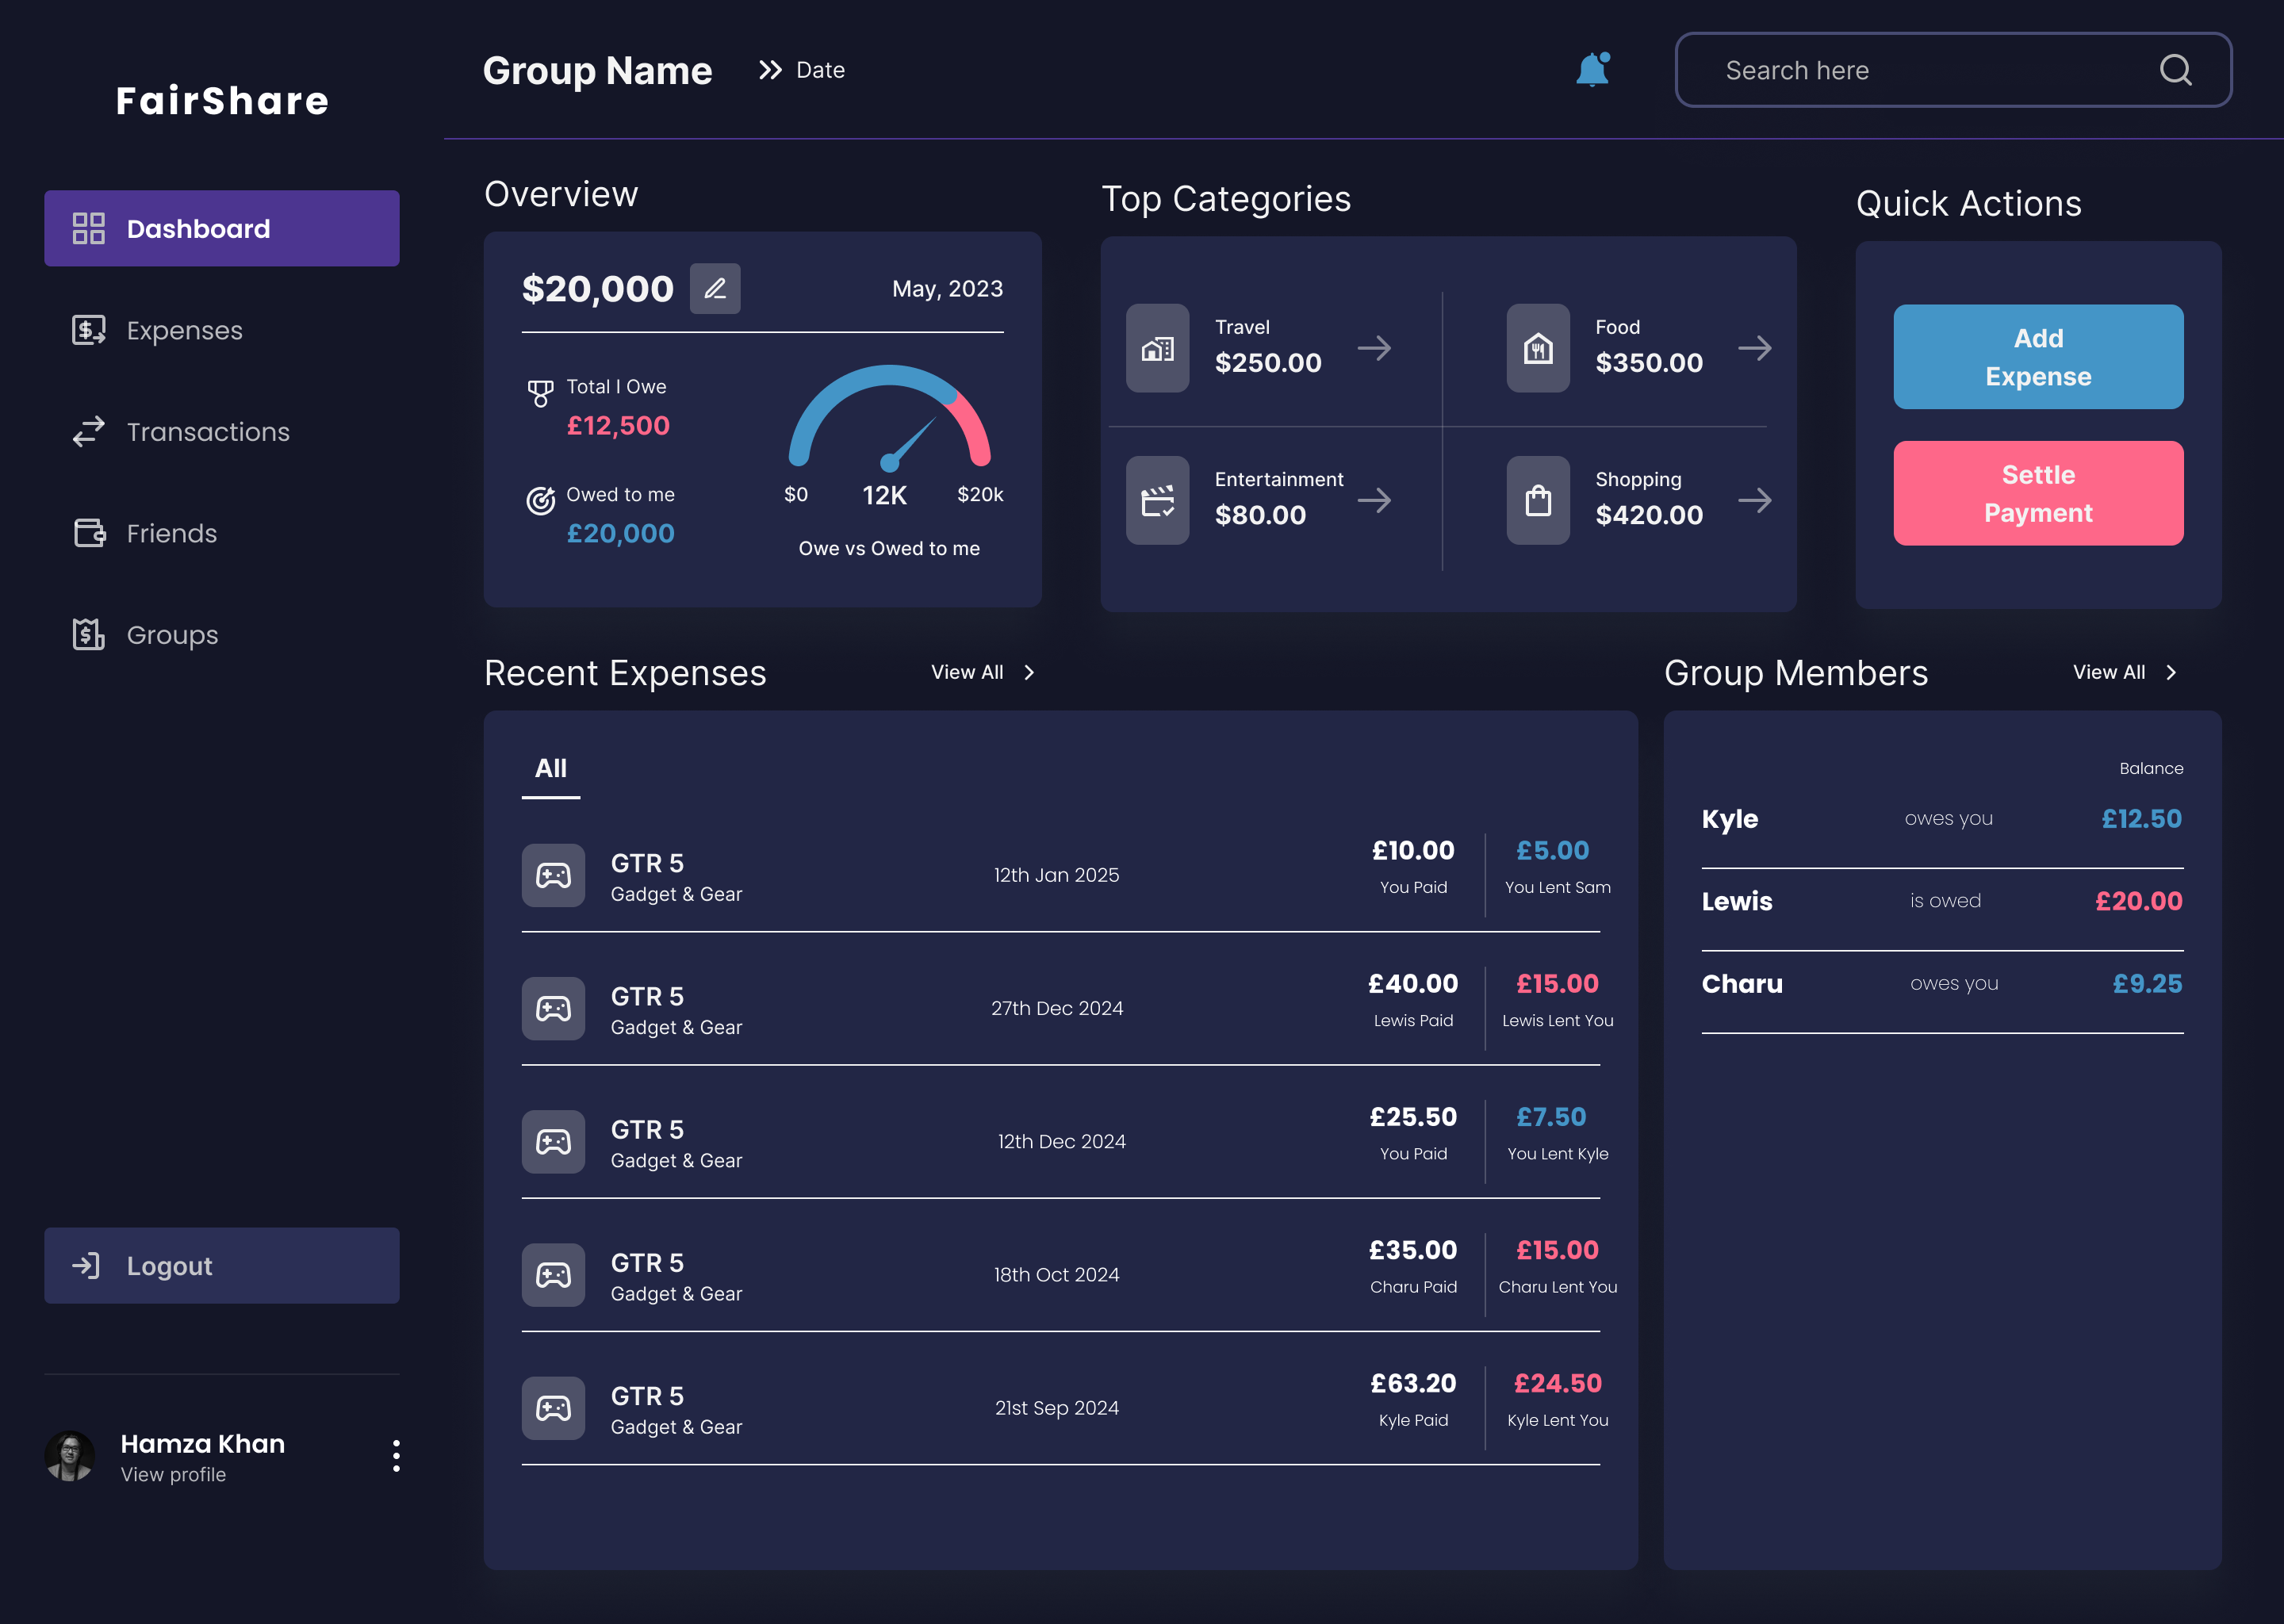 FairShare
Dashboard
Expenses
Transactions
Friends
Groups
Logout
Hamza Khan
View profile
Group Name
Date
Search here
Overview
$20,000
May, 2023
Total I Owe
£12,500
Owed to me
£20,000
$0
12K
$20k
Owe vs Owed to me
Top Categories
Travel
$250.00
Food
$350.00
Entertainment
$80.00
Shopping
$420.00
Quick Actions
Add
Expense
Settle
Payment
Recent Expenses
View All
All
GTR 5
Gadget & Gear
12th Jan 2025
£10.00
You Paid
£5.00
You Lent Sam
GTR 5
Gadget & Gear
27th Dec 2024
£40.00
Lewis Paid
£15.00
Lewis Lent You
GTR 5
Gadget & Gear
12th Dec 2024
£25.50
You Paid
£7.50
You Lent Kyle
GTR 5
Gadget & Gear
18th Oct 2024
£35.00
Charu Paid
£15.00
Charu Lent You
GTR 5
Gadget & Gear
21st Sep 2024
£63.20
Kyle Paid
£24.50
Kyle Lent You
Group Members
View All
Balance
Kyle owes you £12.50
Lewis is owed £20.00
Charu owes you £9.25